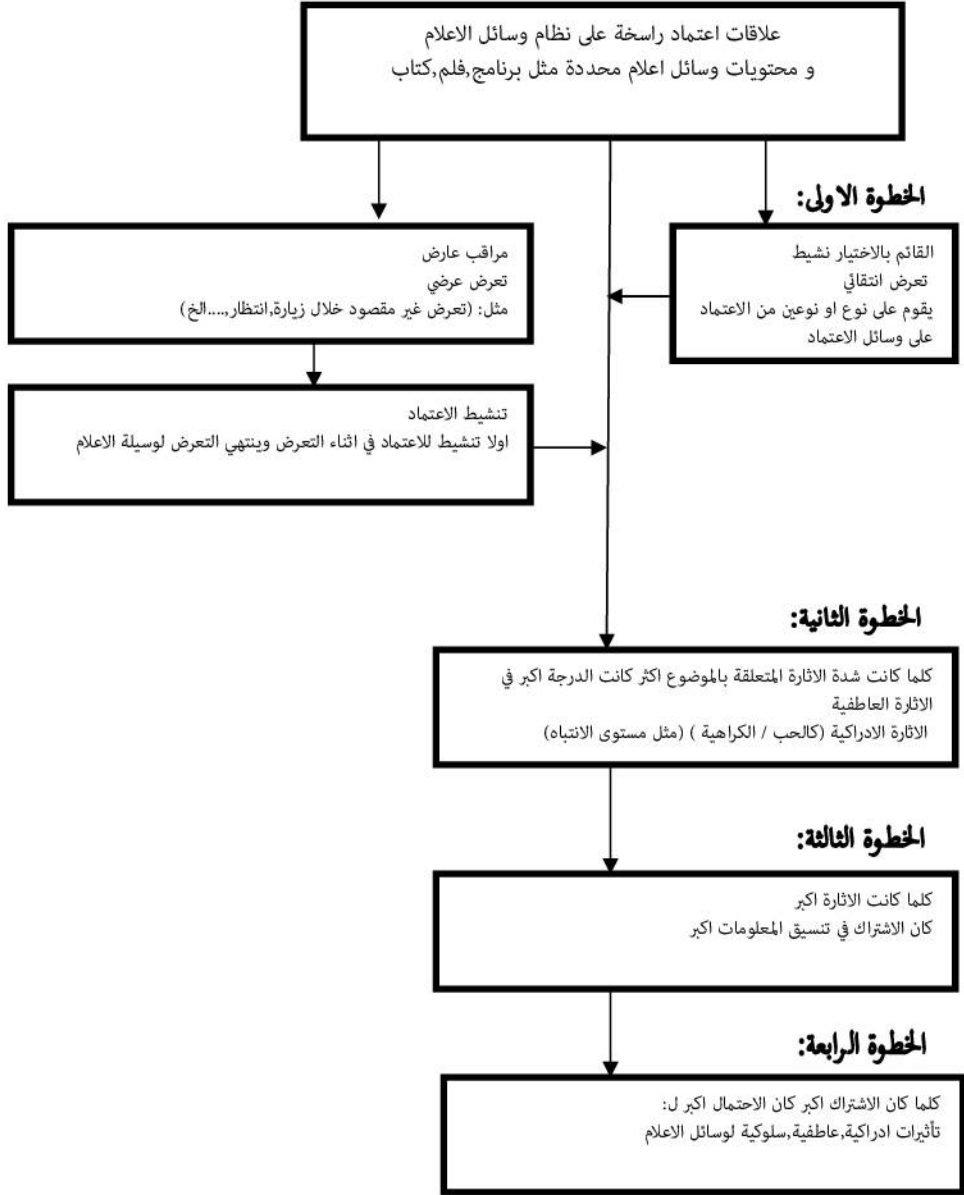 علاقات اعتماد راسخة على نظام وسائل الاعلام
و محتويات وسائل اعلام محددة مثل برنامج,فلم,كتاب
الخطوة الاولى:
القائم بالاختيار نشيط
تعرض انتقائي
يقوم على نوع او نوعين من الاعتماد
على وسائل الاعتماد
مراقب عارض
تعرض عرضي
مثل: (تعرض غير مقصود خلال زيارة,انتظار,....الخ)
تنشيط الاعتماد
اولا تنشيط للاعتماد في اثناء التعرض وينتهي التعرض لوسيلة الاعلام
الخطوة الثانية:
كلما كانت شدة الاثارة المتعلقة بالموضوع اكثر كانت الدرجة اكبر في
الاثارة العاطفية
الاثارة الادراكية (كالحب / الكراهية ) (مثل مستوى الانتباه)
الخطوة الثالثة:
كلما كانت الاثارة اكبر
كان الاشتراك في تنسيق المعلومات اكبر
الخطوة الرابعة:
كلما كان الاشتراك اكبر كان الاحتمال اكبر ل:
تأثيرات ادراكية,عاطفية,سلوكية لوسائل الاعلام